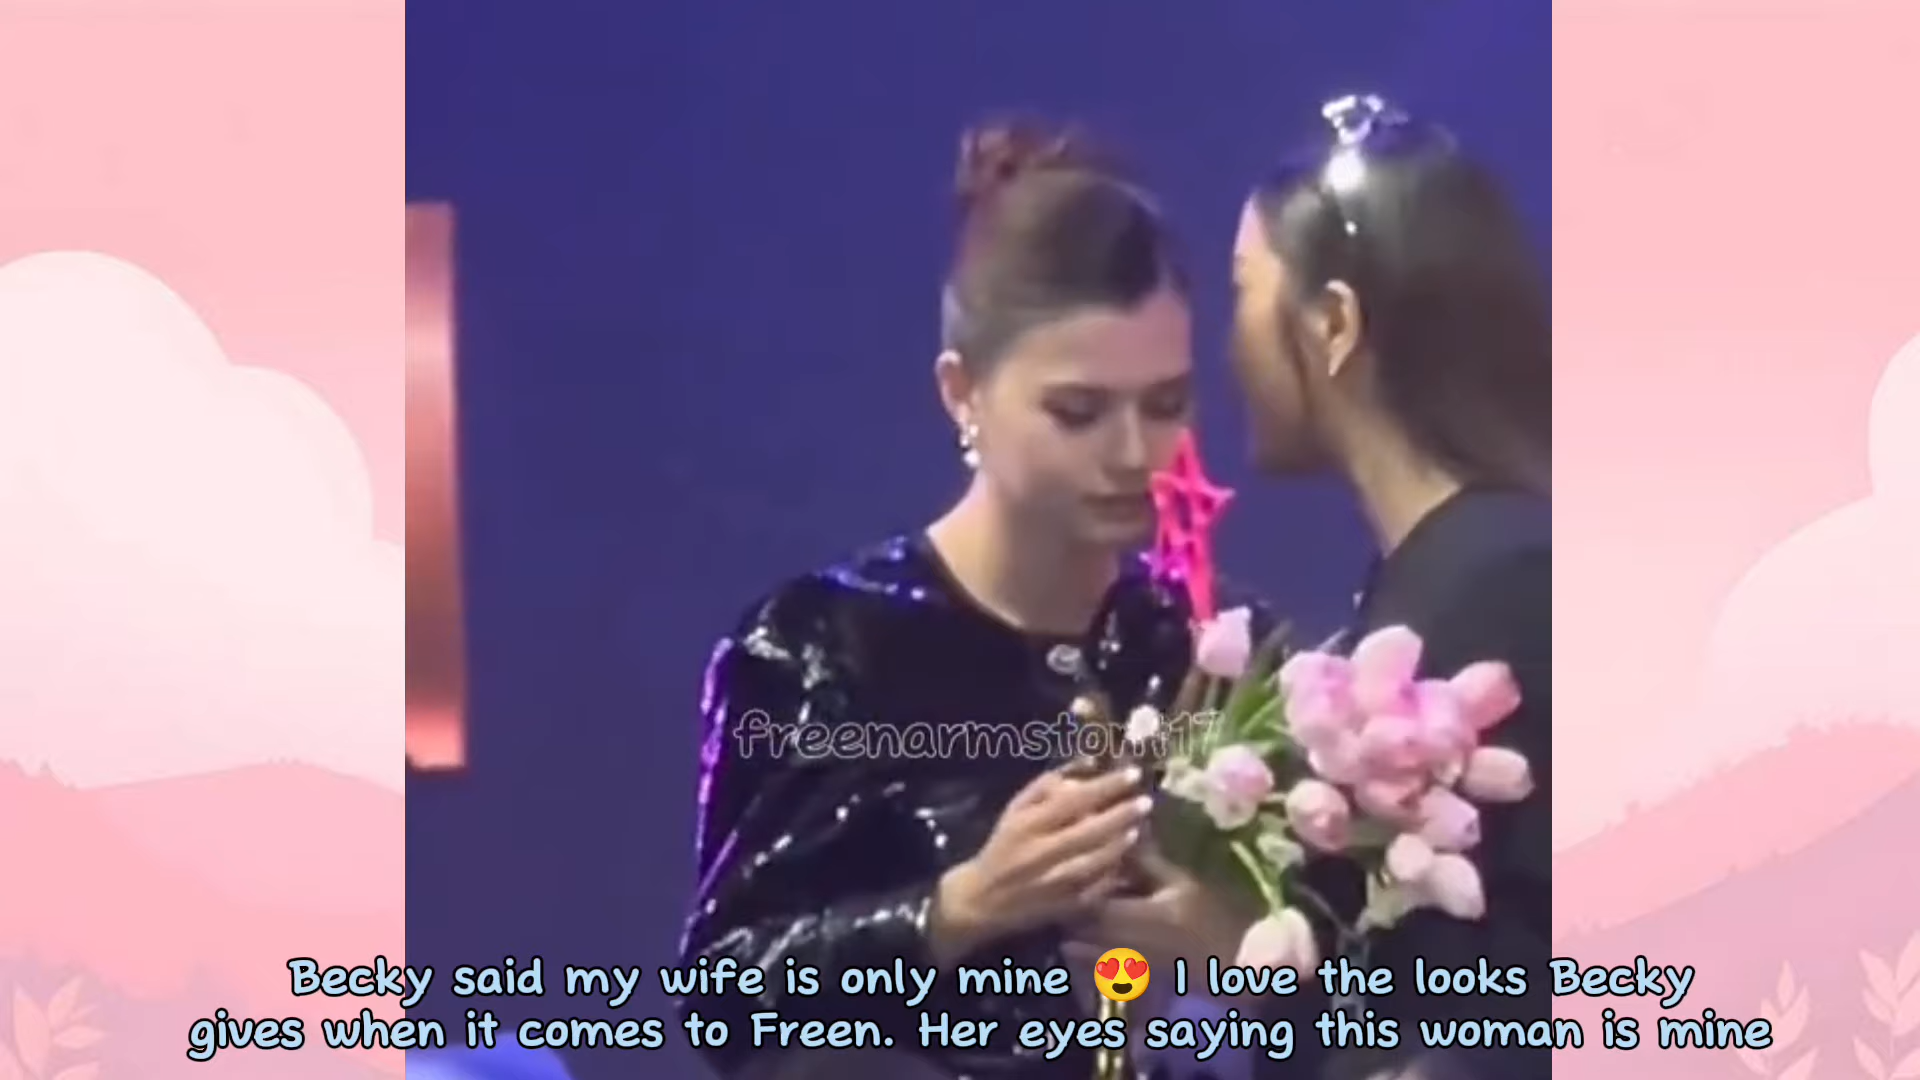 freenarmstomt17
Becky said my wife is only mine 😍 I love the looks Becky
gives when it comes to Freen. Her eyes saying this woman is mine